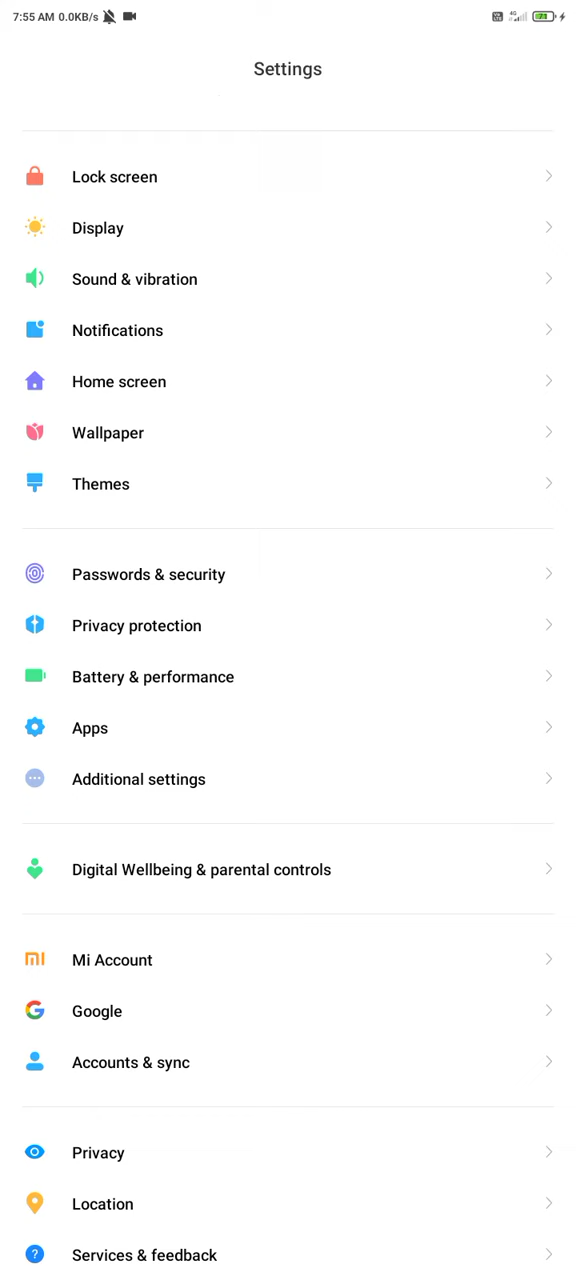 7:55 AM 0.0KB/s 4G 71
Settings
Lock screen
Display
Sound & vibration
Notifications
Home screen
Wallpaper
Themes
Passwords & security
Privacy protection
Battery & performance
Apps
Additional settings
Digital Wellbeing & parental controls
Mi Account
Google
Accounts & sync
Privacy
Location
Services & feedback